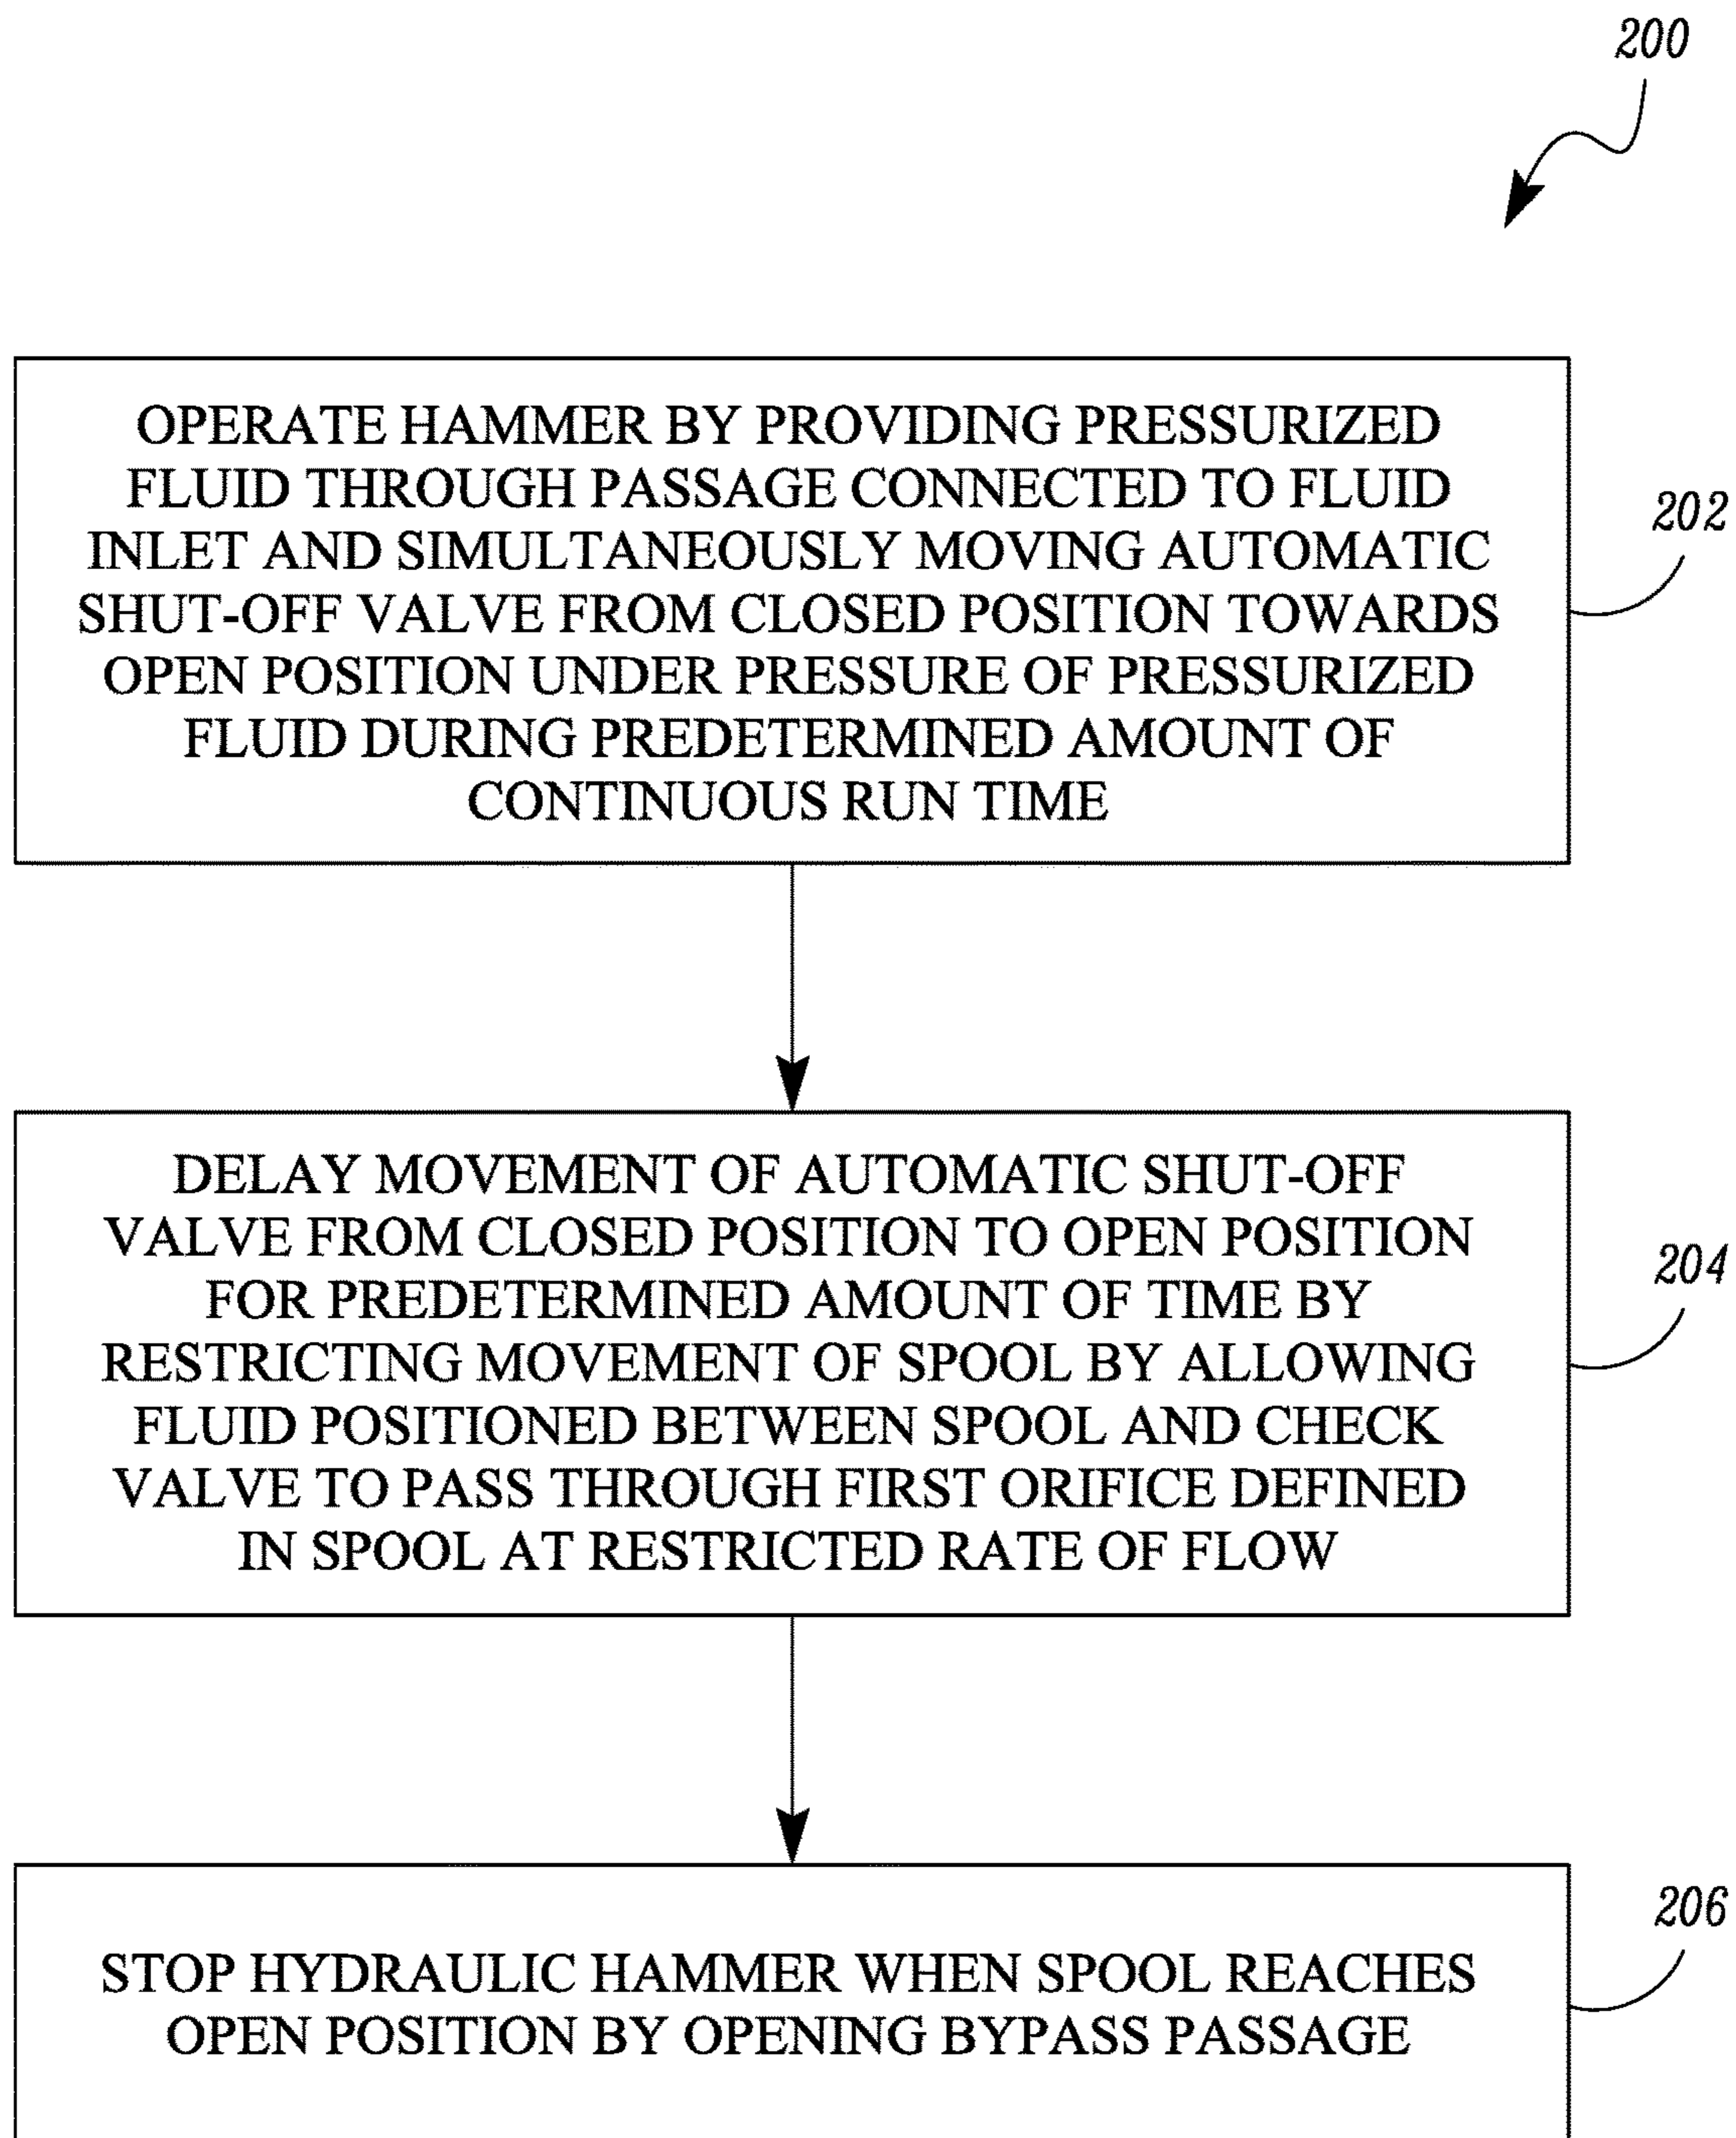 200
OPERATE HAMMER BY PROVIDING PRESSURIZED
FLUID THROUGH PASSAGE CONNECTED TO FLUID
INLET AND SIMULTANEOUSLY MOVING AUTOMATIC
SHUT-OFF VALVE FROM CLOSED POSITION TOWARDS
OPEN POSITION UNDER PRESSURE OF PRESSURIZED
FLUID DURING PREDETERMINED AMOUNT OF
CONTINUOUS RUN TIME
202
DELAY MOVEMENT OF AUTOMATIC SHUT-OFF
VALVE FROM CLOSED POSITION TO OPEN POSITION
FOR PREDETERMINED AMOUNT OF TIME BY
RESTRICTING MOVEMENT OF SPOOL BY ALLOWING
FLUID POSITIONED BETWEEN SPOOL AND CHECK
VALVE TO PASS THROUGH FIRST ORIFICE DEFINED
IN SPOOL AT RESTRICTED RATE OF FLOW
204
STOP HYDRAULIC HAMMER WHEN SPOOL REACHES
OPEN POSITION BY OPENING BYPASS PASSAGE
206